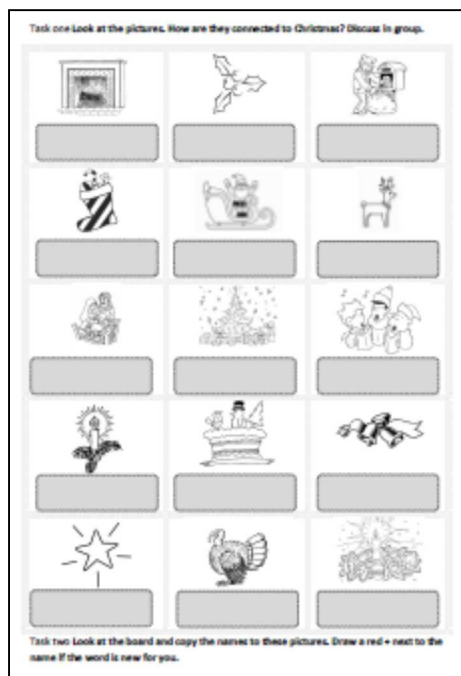 Task one Look at the pictures. How are they connected to Christmas? Discuss in group.
Task two Look at the board and copy the names to these pictures. Draw a red + next to the
name if the word is new for you.